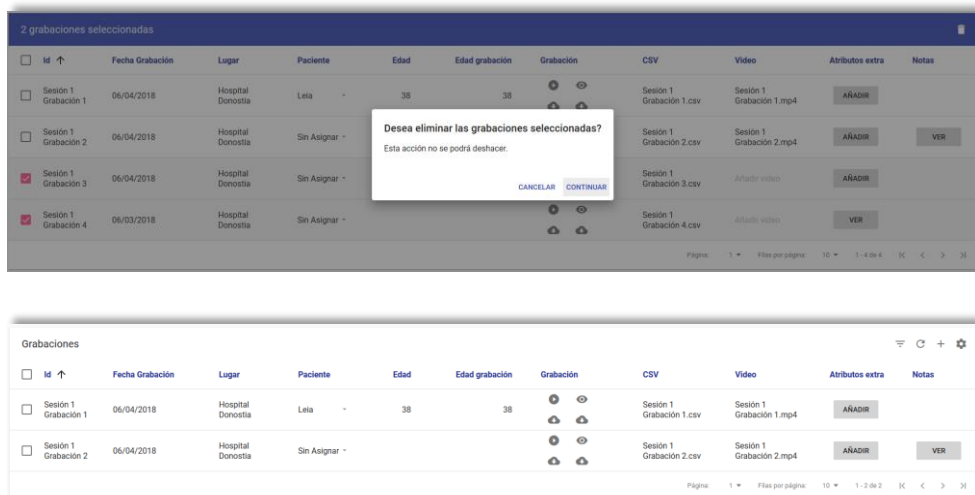 2 grabaciones seleccionadas
Id Fecha Grabación Lugar Paciente Edad Edad grabación Grabación CSV Video Atributos extra Notas
Sesión 1 Grabación 1 06/04/2018 Hospital Donostia Leia 38 38 Sesión 1 Grabación 1.csv Sesión 1 Grabación 1.mp4 AÑADIR
Desea eliminar las grabaciones seleccionadas?
Esta acción no se podrá deshacer.
CANCELAR CONTINUAR
Sesión 1 Grabación 2 06/04/2018 Hospital Donostia Sin Asignar Sesión 1 Grabación 2.csv Sesión 1 Grabación 2.mp4 AÑADIR VER
Sesión 1 Grabación 3 06/04/2018 Hospital Donostia Sin Asignar Sesión 1 Grabación 3.csv Añadir video AÑADIR
Sesión 1 Grabación 4 06/03/2018 Hospital Donostia Sin Asignar Sesión 1 Grabación 4.csv Añadir video VER
Página: 1 Filas por página: 10 1 - 4 de 4
Grabaciones
Id Fecha Grabación Lugar Paciente Edad Edad grabación Grabación CSV Video Atributos extra Notas
Sesión 1 Grabación 1 06/04/2018 Hospital Donostia Leia 38 38 Sesión 1 Grabación 1.csv Sesión 1 Grabación 1.mp4 AÑADIR
Sesión 1 Grabación 2 06/04/2018 Hospital Donostia Sin Asignar Sesión 1 Grabación 2.csv Sesión 1 Grabación 2.mp4 AÑADIR VER
Página: 1 Filas por página: 10 1 - 2 de 2